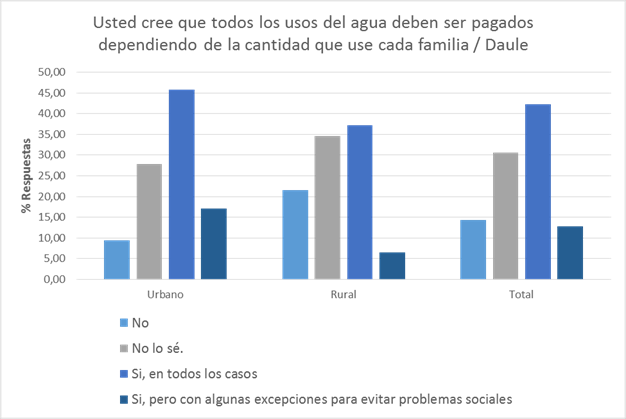 Usted cree que todos los usos del agua deben ser pagados
dependiendo de la cantidad que use cada familia / Daule
% Respuestas
50,00
45,00
40,00
35,00
30,00
25,00
20,00
15,00
10,00
5,00
0,00
Urbano Rural Total
No
No lo sé.
Si, en todos los casos
Si, pero con algunas excepciones para evitar problemas sociales